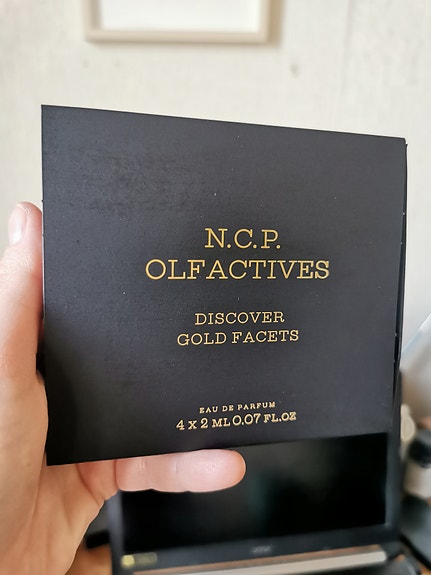 N.C.P.
OLFACTIVES
DISCOVER
GOLD FACETS
EAU DE PARFUM
4 x 2 ML 0.07 FL.OZ